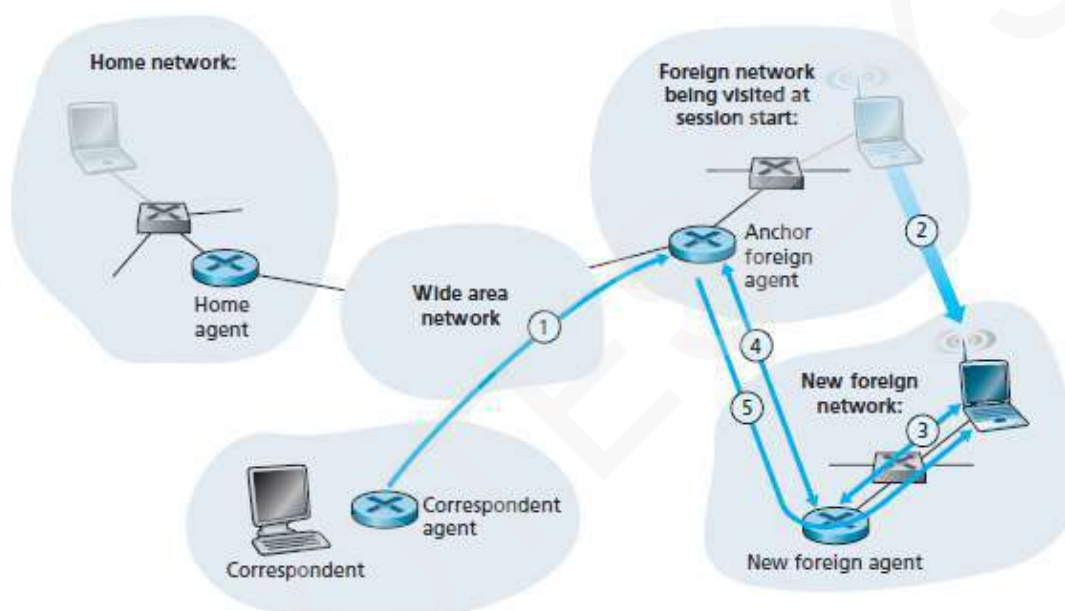 Home network:
Home
agent
Wide area
network
1
Foreign network
being visited at
session start:
Anchor
foreign
agent
2
4
5
New foreign
network:
3
New foreign agent
Correspondent
agent
Correspondent